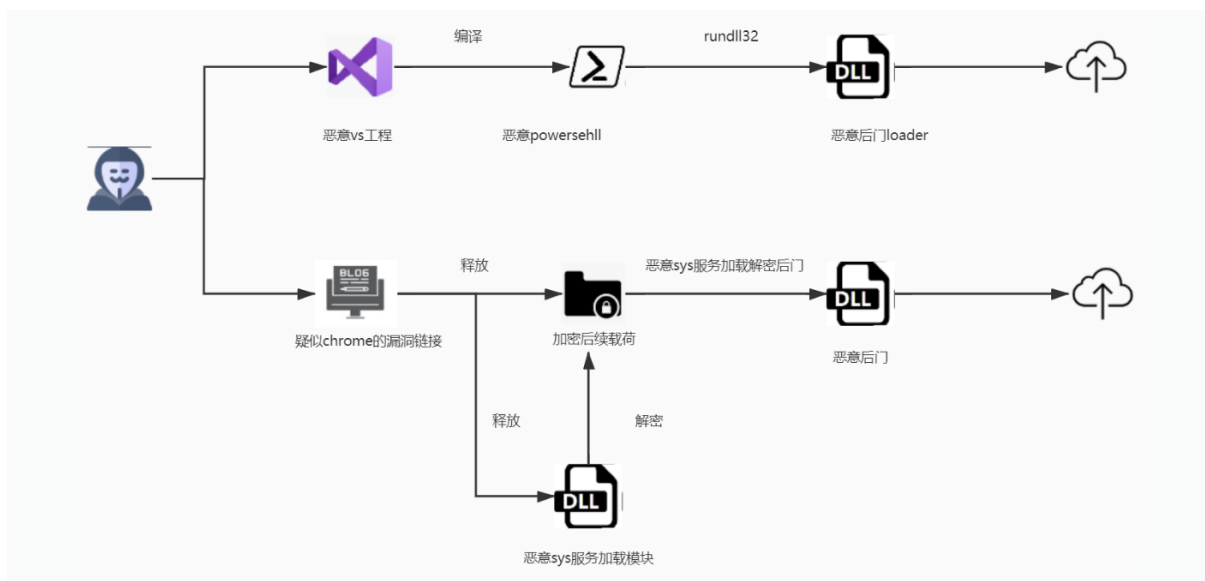 编译
rundll32
DLL
恶意vs工程
恶意powersehll
恶意后门loader
释放
恶意sys服务加载解密后门
BLOG
DLL
疑似chrome的漏洞链接
加密后续载荷
恶意后门
释放
解密
DLL
恶意sys服务加载模块